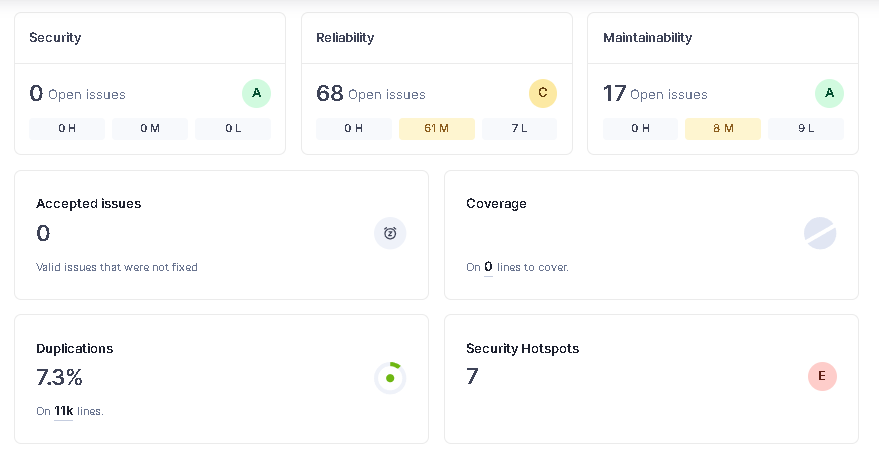 Security
0 Open issues
A
0 H
0 M
0 L
Reliability
68 Open issues
C
0 H
61 M
7 L
Maintainability
17 Open issues
A
0 H
8 M
9 L
Accepted issues
0
Valid issues that were not fixed
Coverage
On 0 lines to cover.
Duplications
7.3%
On 11k lines.
Security Hotspots
7
E